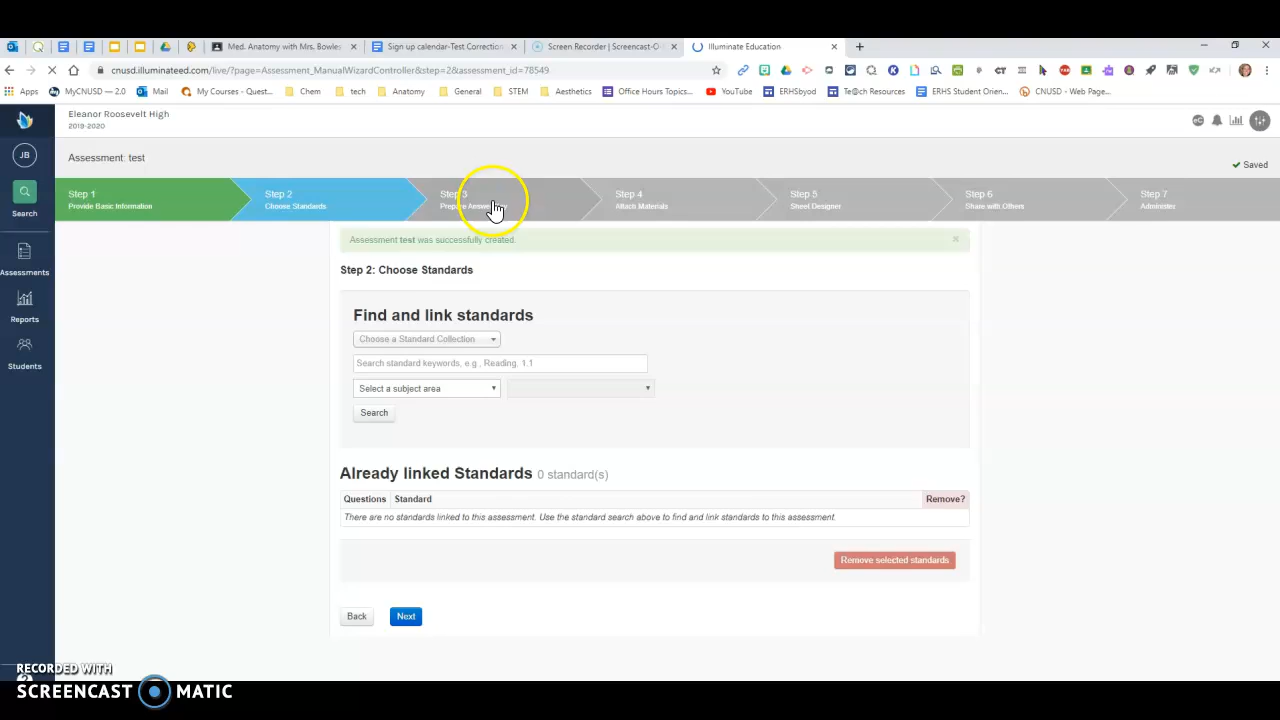 Med. Anatomy with Mrs. Bowles
Sign up calendar-Test Correction
Screen Recorder | Screencast-O
Illuminate Education
cnusd.illuminateed.com/live/?page=Assessment_ManualWizardController&step=2&assessment_id=78549
Apps MyCNUSD — 2.0 Mail My Courses - Quest... Chem tech Anatomy General STEM Aesthetics Office Hours Topics... YouTube ERHSbyod Te@ch Resources ERHS Student Orien... CNUSD - Web Page...
Eleanor Roosevelt High
2019-2020
JB
Search
Assessments
Reports
Students
Assessment: test
Saved
Step 1
Provide Basic Information
Step 2
Choose Standards
Step 3
Prepare Answer
Step 4
Attach Materials
Step 5
Sheet Designer
Step 6
Share with Others
Step 7
Administer
Assessment test was successfully created.
Step 2: Choose Standards
Find and link standards
Choose a Standard Collection
Search standard keywords, e.g., Reading, 1.1
Select a subject area
Search
Already linked Standards 0 standard(s)
Questions Standard Remove?
There are no standards linked to this assessment. Use the standard search above to find and link standards to this assessment.
Remove selected standards
Back Next
RECORDED WITH
SCREENCAST MATIC